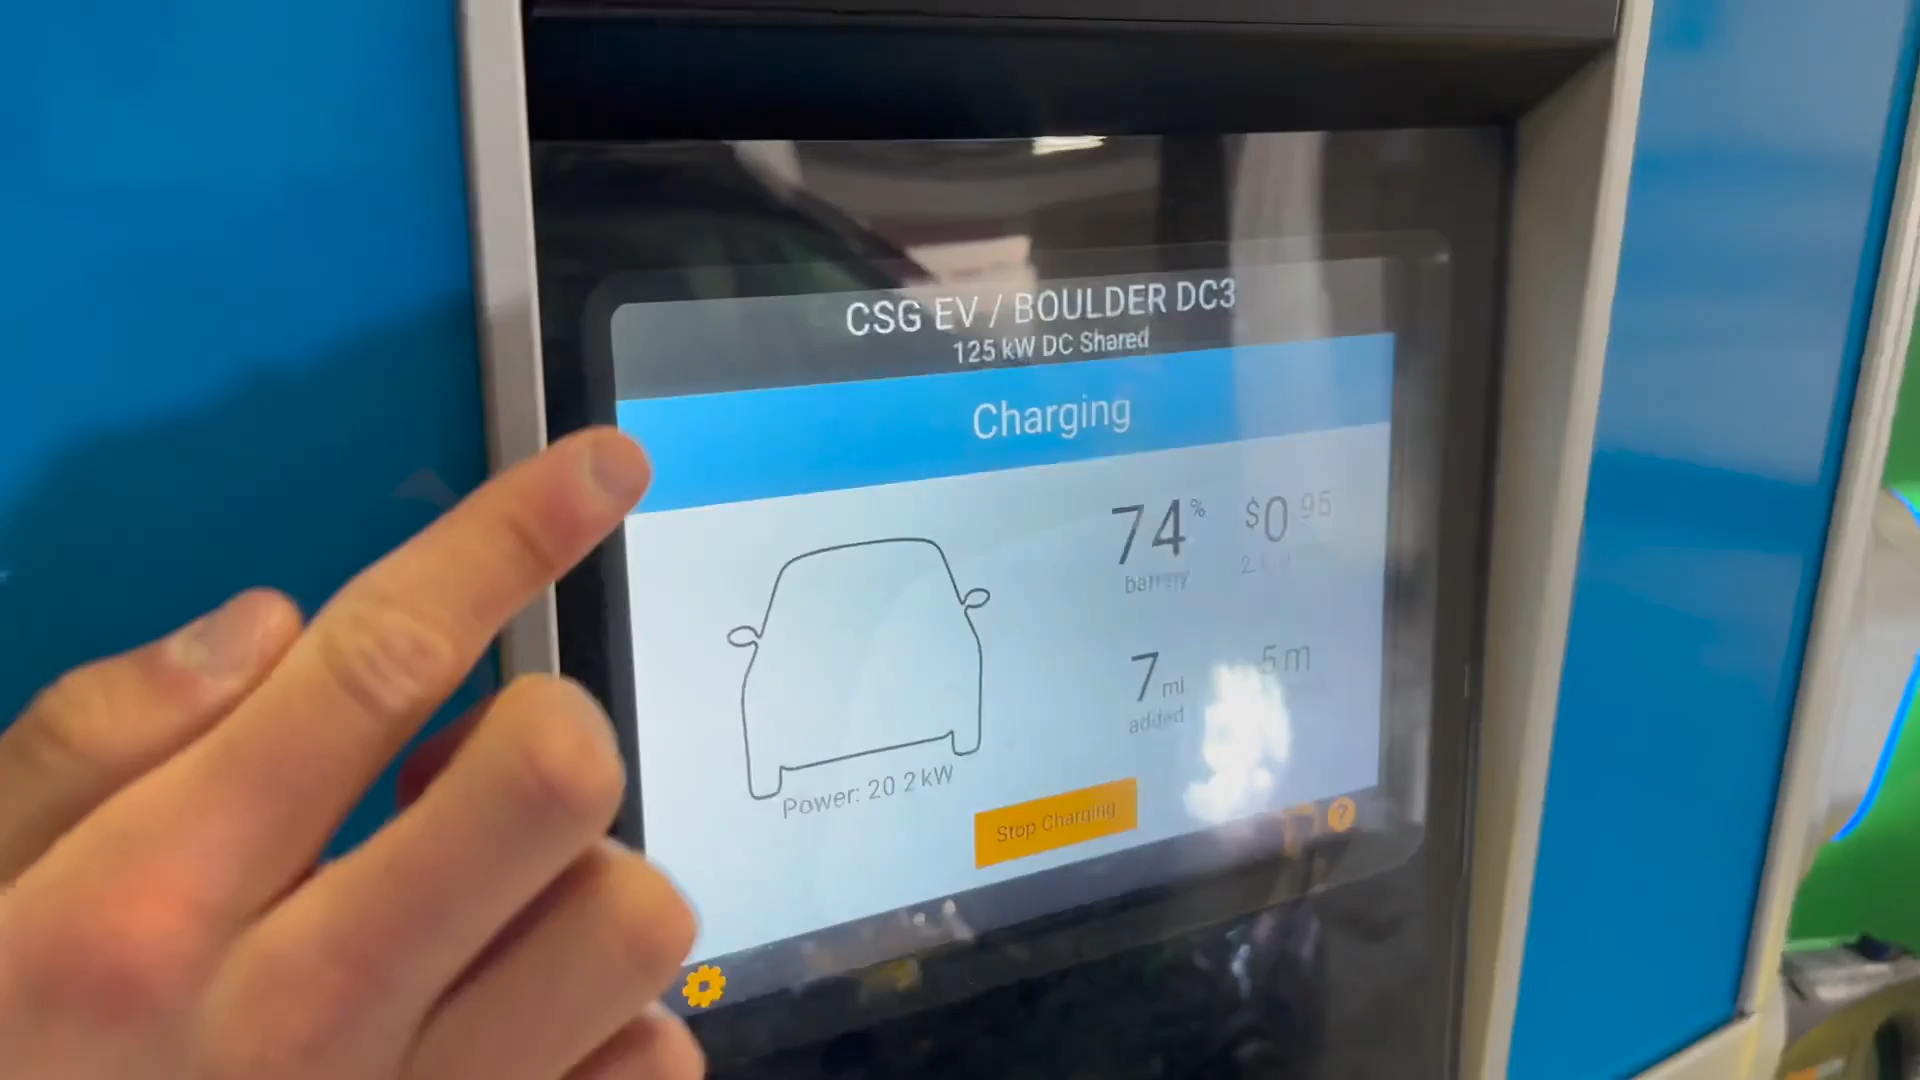 CSG EV / BOULDER DC3
125 kW DC Shared
Charging
74% $0.95
battery
7 mi 5m
added
Power: 20.2 kW
Stop Charging
?